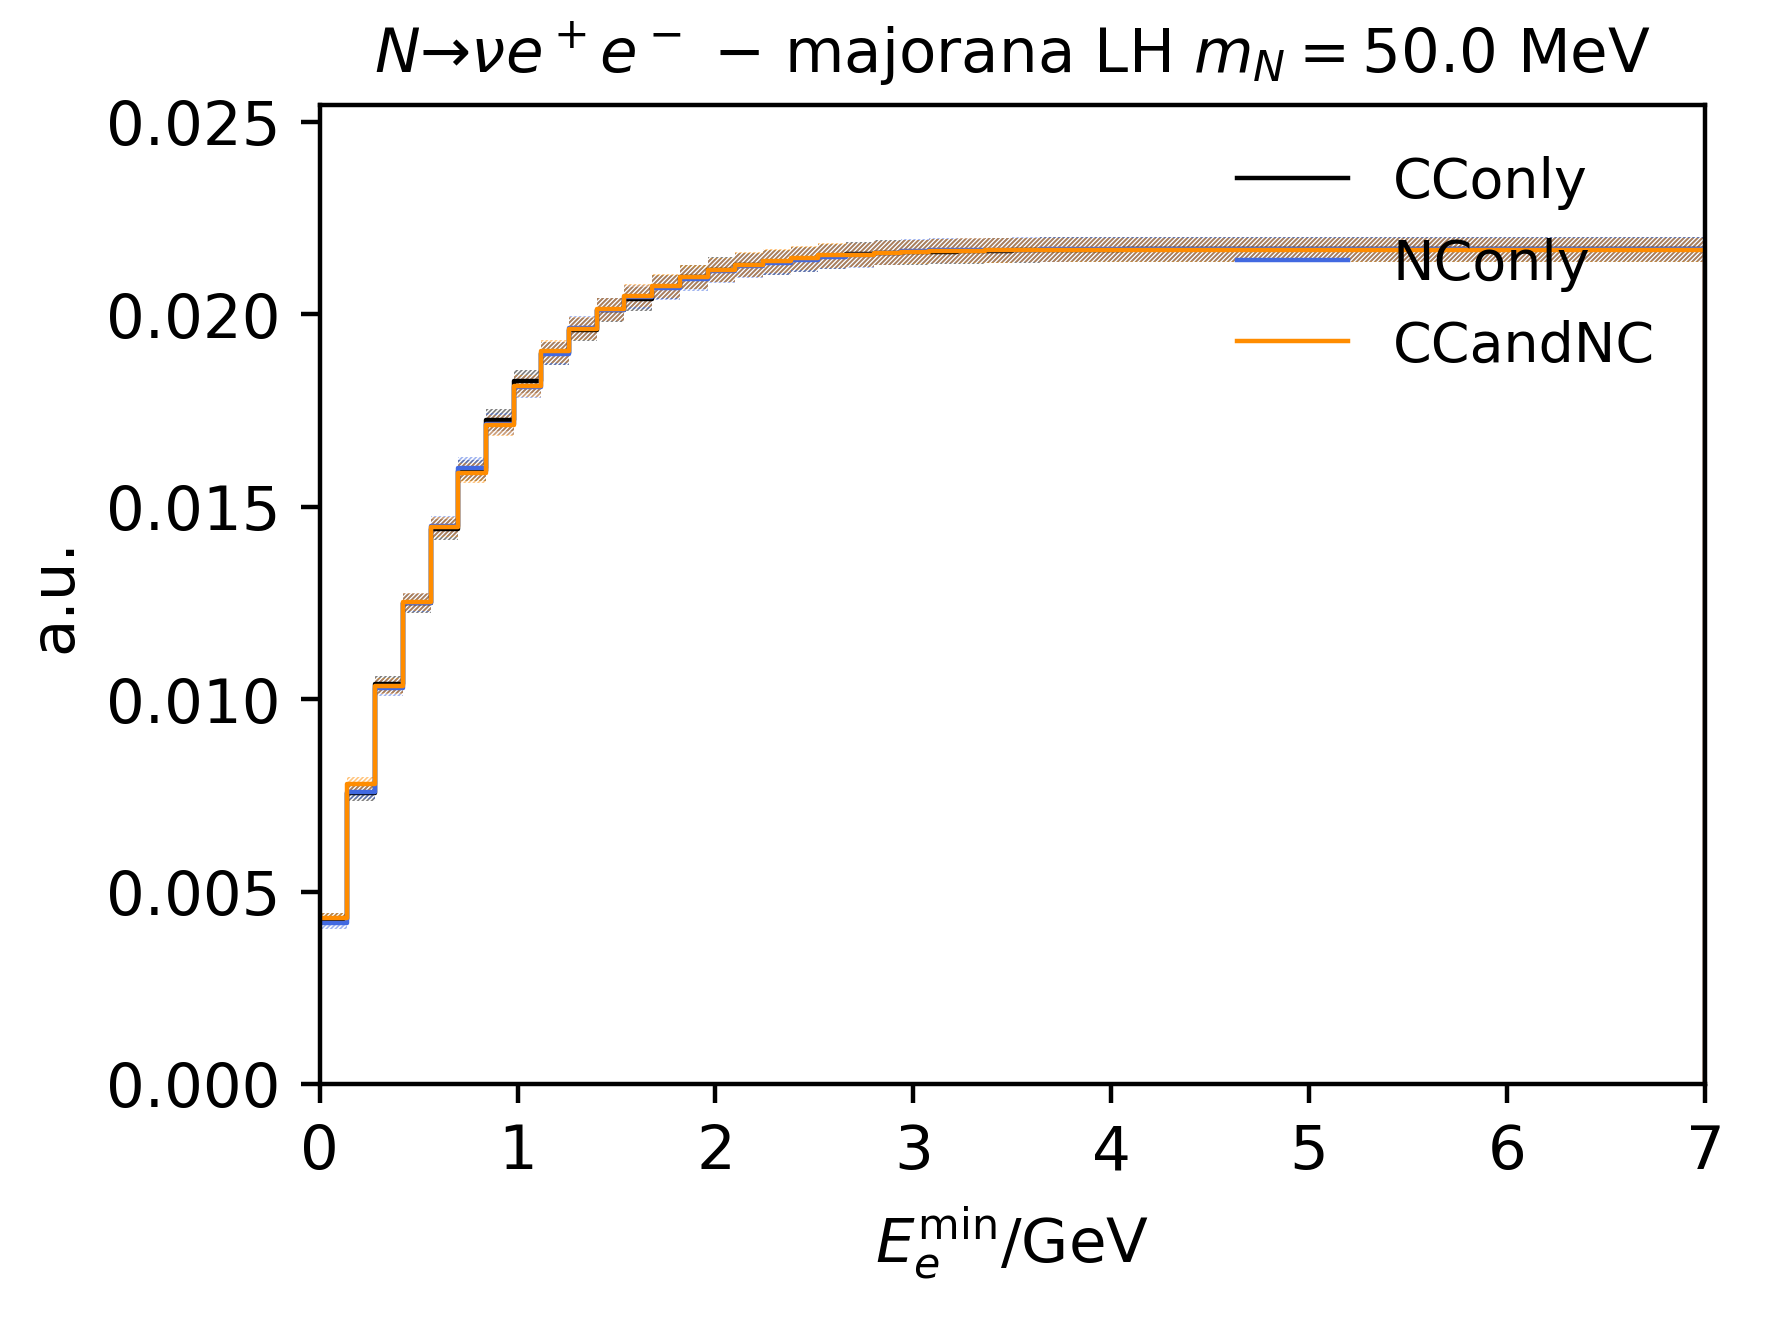 N→νe⁺e⁻ − majorana LH m_N = 50.0 MeV
0.025
CConly
NConly
0.020
CCandNC
0.015
a.u.
0.010
0.005
0.000
0 1 2 3 4 5 6 7
E_e^min/GeV